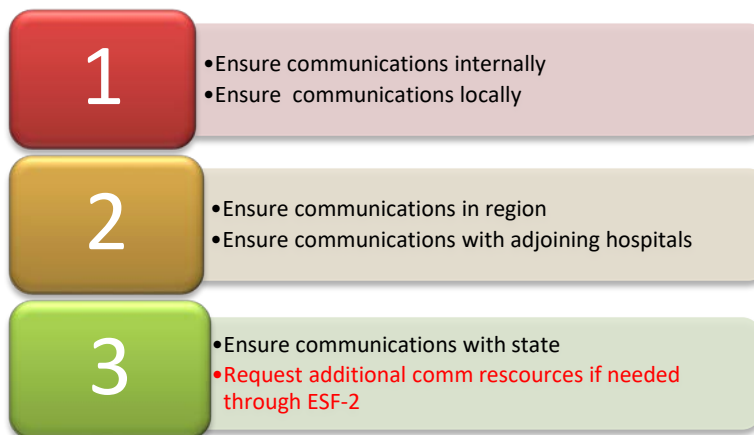 1
•Ensure communications internally
•Ensure  communications locally
2
•Ensure communications in region
•Ensure communications with adjoining hospitals
3
•Ensure communications with state
•Request additional comm rescources if needed
through ESF-2